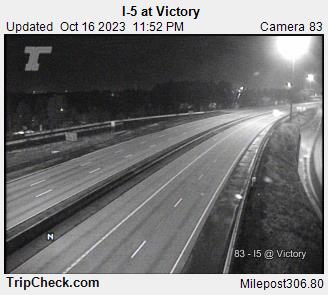 I-5 at Victory
Updated Oct 16 2023 11:52 PM Camera 83
T
N
83 - I5 @ Victory
TripCheck.com Milepost306.80